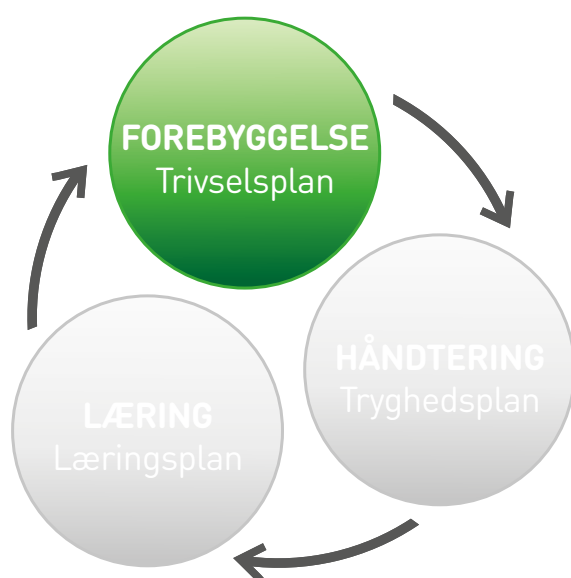 FOREBYGGELSE
Trivselsplan
HÅNDTERING
Tryghedsplan
LÆRING
Læringsplan